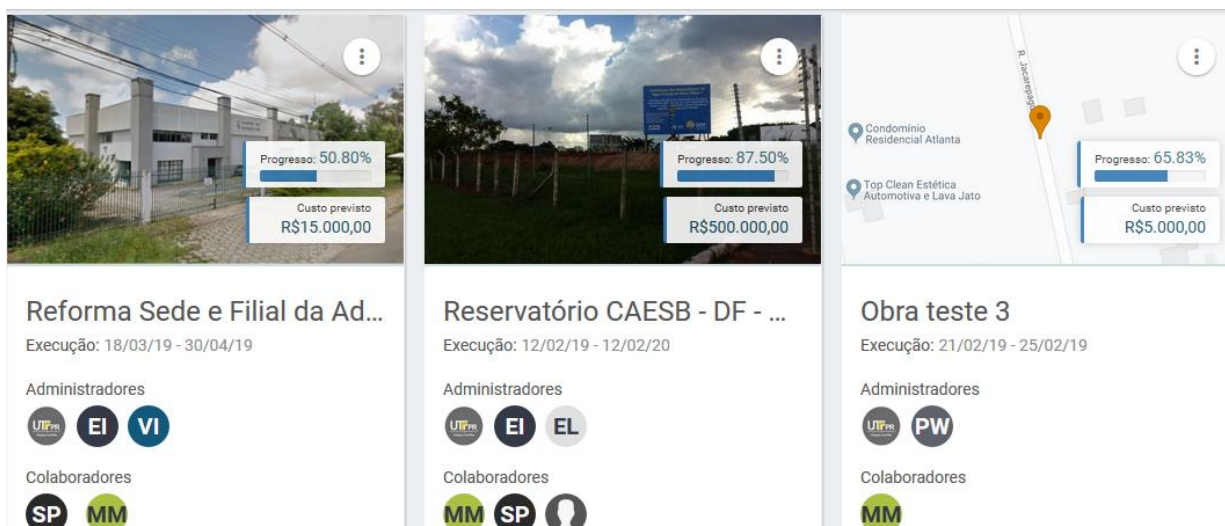 Progresso: 50.80%
Custo previsto
R$15.000,00
Reforma Sede e Filial da Ad...
Execução: 18/03/19 - 30/04/19
Administradores
UTFPR
EI
VI
Colaboradores
SP
MM
Progresso: 87.50%
Custo previsto
R$500.000,00
Reservatório CAESB - DF - ...
Execução: 12/02/19 - 12/02/20
Administradores
UTFPR
EI
EL
Colaboradores
MM
SP
R. Jacarepagu
Condomínio
Residencial Atlanta
Top Clean Estética
Automotiva e Lava Jato
Progresso: 65.83%
Custo previsto
R$5.000,00
Obra teste 3
Execução: 21/02/19 - 25/02/19
Administradores
UTFPR
PW
Colaboradores
MM